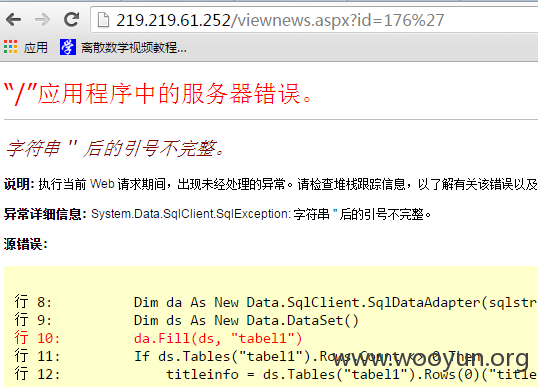 219.219.61.252/viewnews.aspx?id=176%27
应用 学 离散数学视频教程...
“/”应用程序中的服务器错误。
字符串 '' 后的引号不完整。
说明: 执行当前 Web 请求期间，出现未经处理的异常。请检查堆栈跟踪信息，以了解有关该错误以及
异常详细信息: System.Data.SqlClient.SqlException: 字符串 '' 后的引号不完整。
源错误:
行 8: Dim da As New Data.SqlClient.SqlDataAdapter(sqlstr
行 9: Dim ds As New Data.DataSet()
行 10: da.Fill(ds, "tabel1")
行 11: If ds.Tables("tabel1").Rows.Count <> 0 Then
行 12: titleinfo = ds.Tables("tabel1").Rows(0)("title
www.wooyun.org